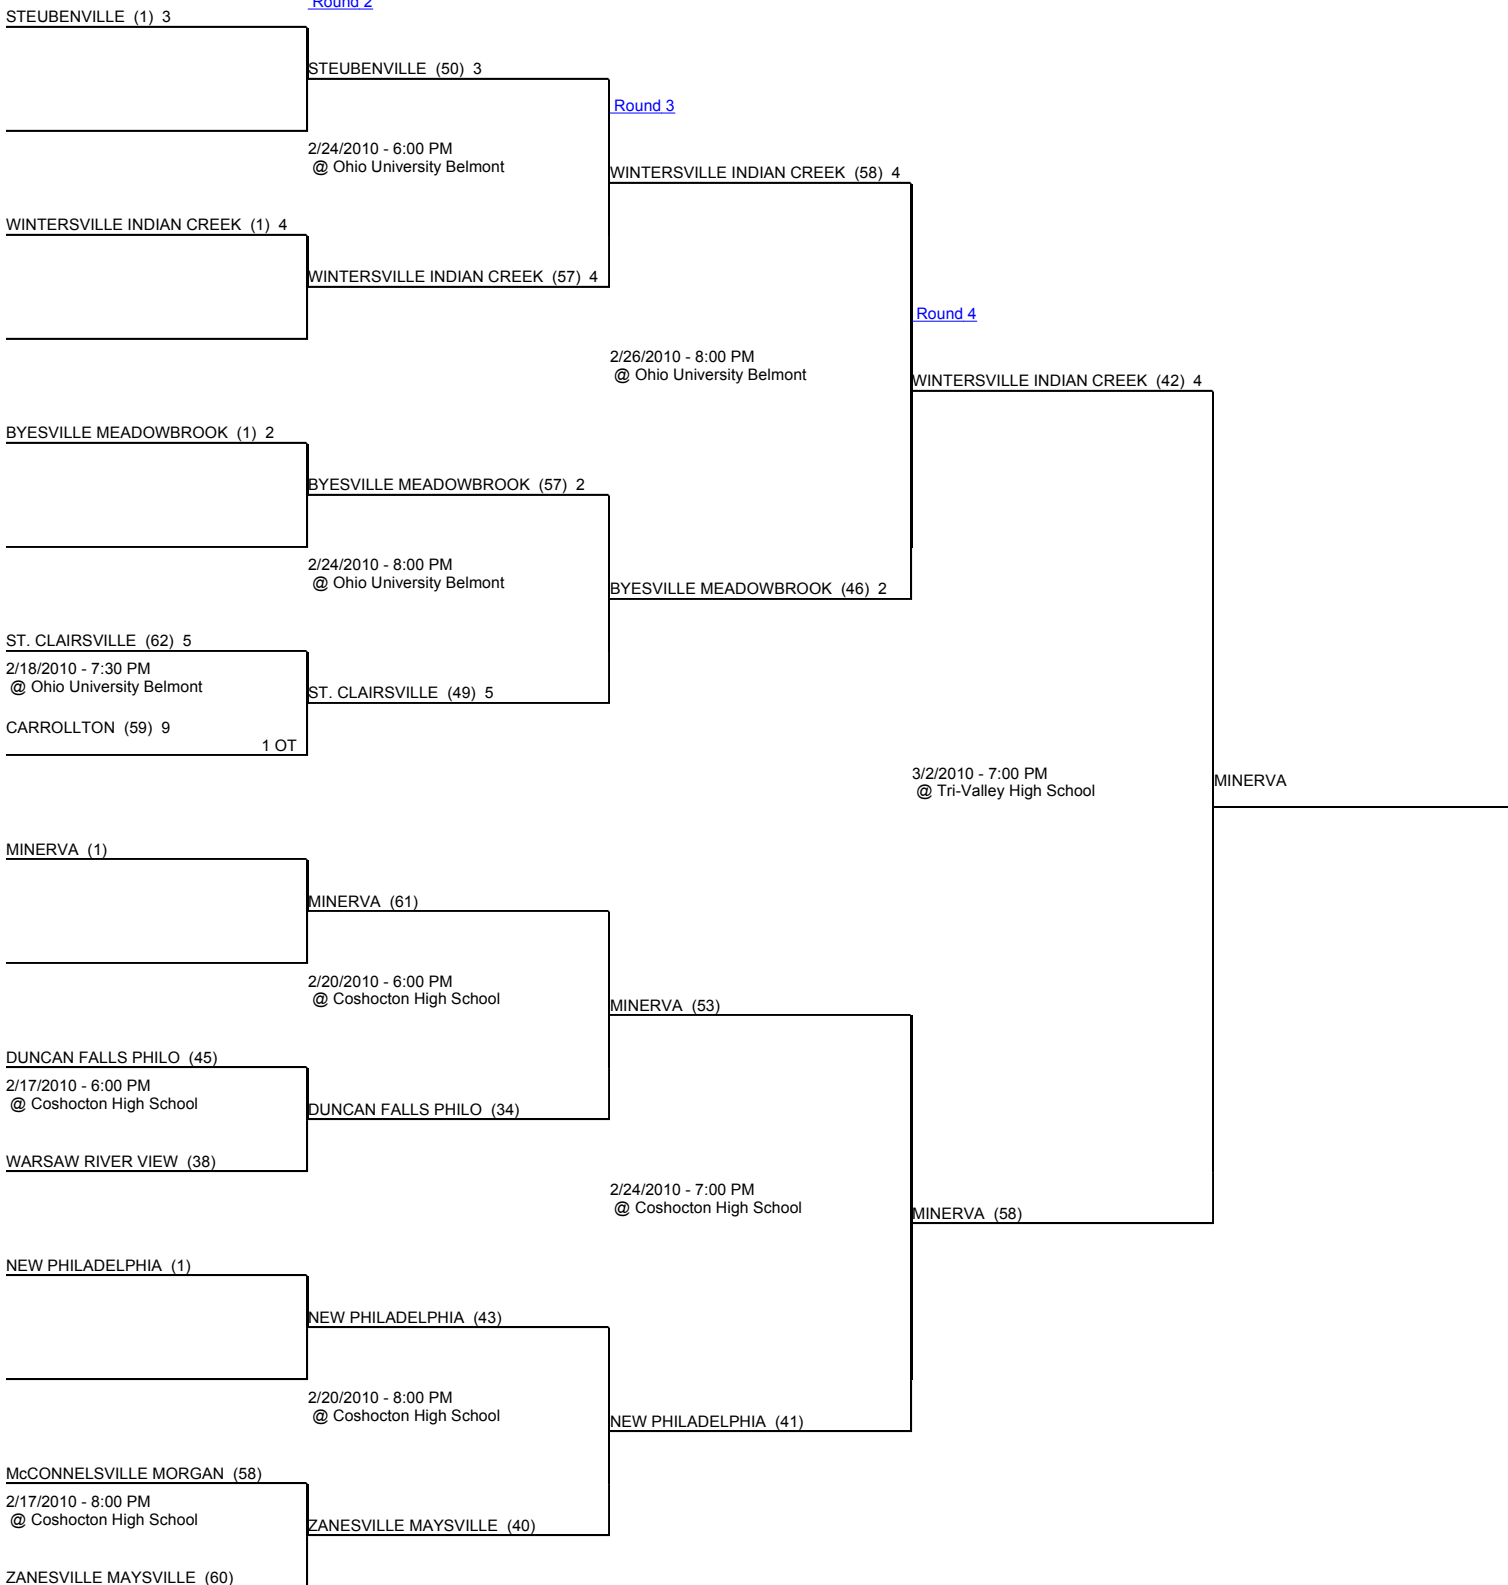 Round 2
STEUBENVILLE (1) 3
STEUBENVILLE (50) 3
Round 3
2/24/2010 - 6:00 PM
@ Ohio University Belmont
WINTERSVILLE INDIAN CREEK (58) 4
WINTERSVILLE INDIAN CREEK (1) 4
WINTERSVILLE INDIAN CREEK (57) 4
Round 4
2/26/2010 - 8:00 PM
@ Ohio University Belmont
WINTERSVILLE INDIAN CREEK (42) 4
BYESVILLE MEADOWBROOK (1) 2
BYESVILLE MEADOWBROOK (57) 2
2/24/2010 - 8:00 PM
@ Ohio University Belmont
BYESVILLE MEADOWBROOK (46) 2
ST. CLAIRSVILLE (62) 5
2/18/2010 - 7:30 PM
@ Ohio University Belmont
ST. CLAIRSVILLE (49) 5
CARROLLTON (59) 9
1 OT
3/2/2010 - 7:00 PM
@ Tri-Valley High School
MINERVA
MINERVA (1)
MINERVA (61)
2/20/2010 - 6:00 PM
@ Coshocton High School
MINERVA (53)
DUNCAN FALLS PHILO (45)
2/17/2010 - 6:00 PM
@ Coshocton High School
DUNCAN FALLS PHILO (34)
WARSAW RIVER VIEW (38)
2/24/2010 - 7:00 PM
@ Coshocton High School
MINERVA (58)
NEW PHILADELPHIA (1)
NEW PHILADELPHIA (43)
2/20/2010 - 8:00 PM
@ Coshocton High School
NEW PHILADELPHIA (41)
McCONNELSVILLE MORGAN (58)
2/17/2010 - 8:00 PM
@ Coshocton High School
ZANESVILLE MAYSVILLE (40)
ZANESVILLE MAYSVILLE (60)